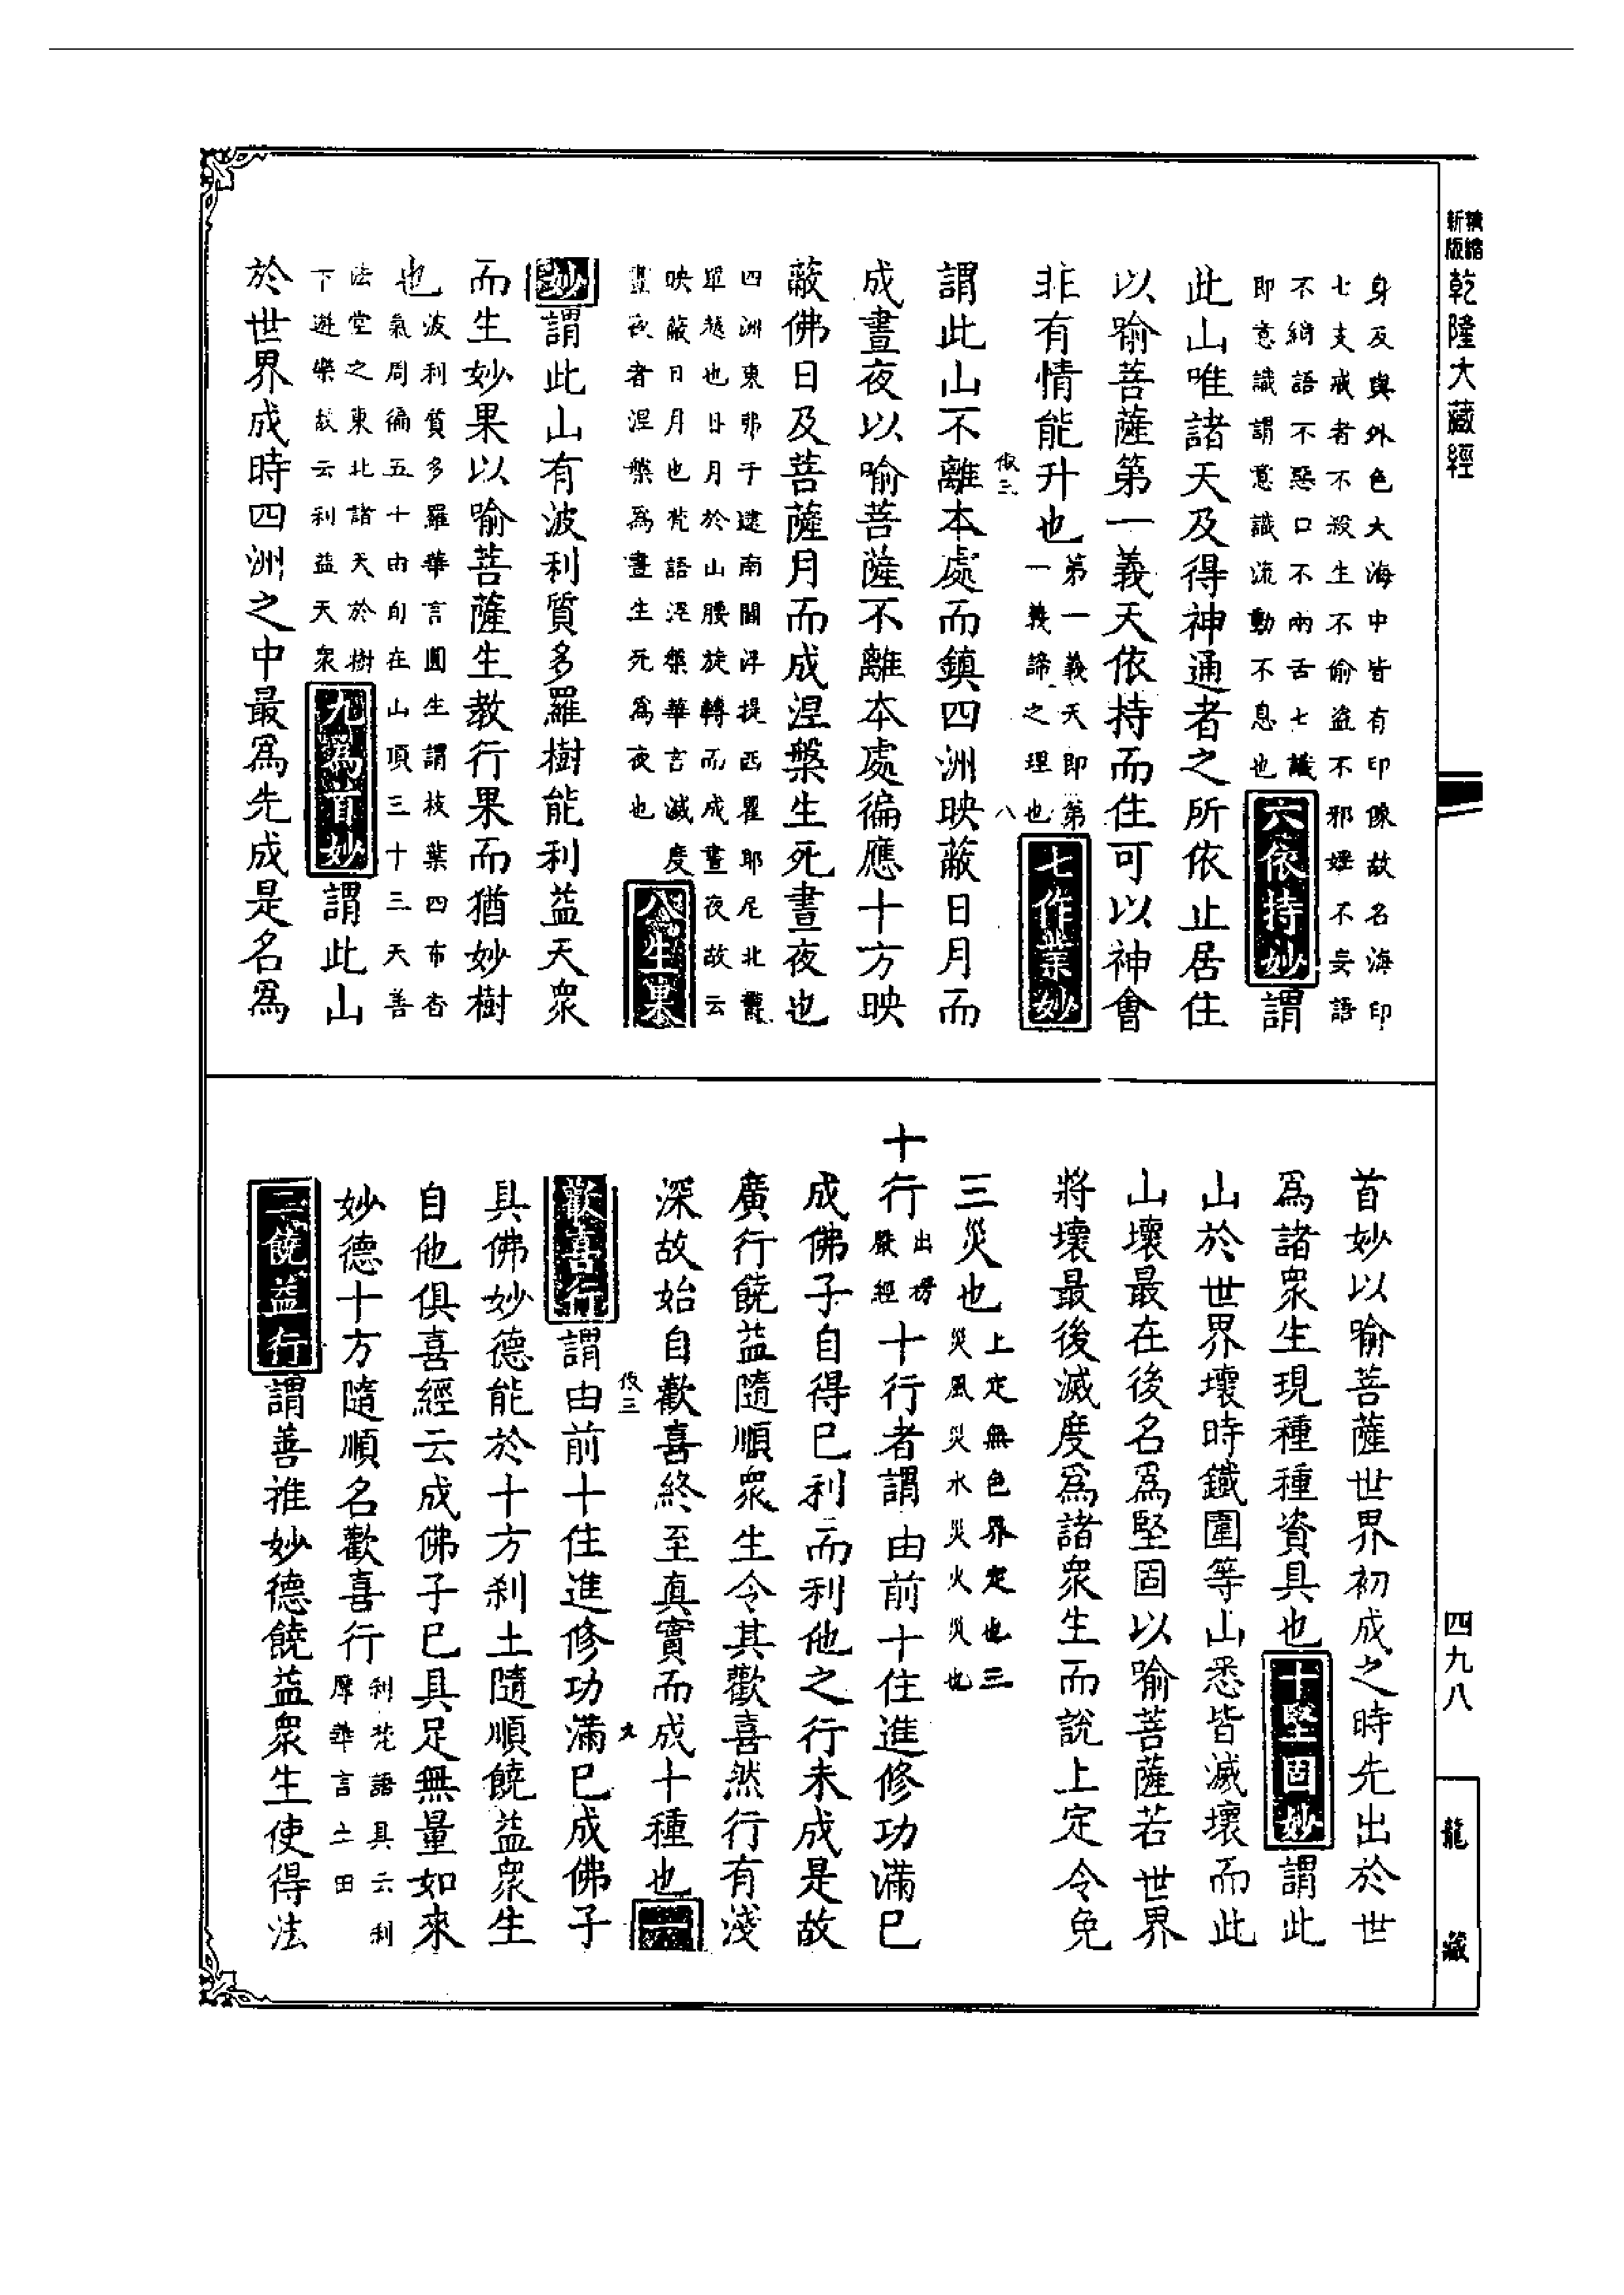 精縮
新版
乾隆大藏經
身及與外色大海中皆有印像故名海印
七支戒者不殺生不偷盜不邪婬不妄語
不綺語不惡口不兩舌七識
即意識謂意識流動不息也
六依持妙謂
此山唯諸天及得神通者之所依止居住
以喻菩薩第一義天依持而住可以神會
非有情能升也
第一義天即第
一義諦之理也
七作業妙
謂此山不離本處而鎮四洲映蔽日月而
成晝夜以喻菩薩不離本處徧應十方映
蔽佛日及菩薩月而成涅槃生死晝夜也
四洲東弗于逮南閻浮提西瞿耶尼北鬱
單越也日月於山腰旋轉而成晝夜故云
映蔽日月也梵語涅槃華言滅度
晝夜者涅槃為晝生死為夜也
八生果
妙謂此山有波利質多羅樹能利益天眾
而生妙果以喻菩薩生教行果而猶妙樹
也
波利質多羅華言圓生謂枝葉四布香
氣周徧五十由旬在山頂三十三天善
法堂之東北諸天於樹
下遊樂故云利益天衆
九為首妙謂此山
於世界成時四洲之中最爲先成是名爲
首妙以喻菩薩世界初成之時先出於世
爲諸眾生現種種資具也十堅固妙謂此
山於世界壞時鐵圍等山悉皆滅壞而此
山壞最在後名爲堅固以喻菩薩若世界
將壞最後滅度爲諸眾生而說上定令免
三災也
上定無色界定也三
災風災水災火災也
十行
出楞
嚴經
十行者謂由前十住進修功滿已
成佛子自得已利而利他之行未成是故
廣行饒益隨順眾生令其歡喜然行有淺
深故始自歡喜終至真實而成十種也一
歡喜行謂由前十住進修功滿已成佛子
具佛妙德能於十方刹土隨順饒益眾生
自他俱喜經云成佛子已具足無量如來
妙德十方隨順名歡喜行
刹梵語具云刹
摩華言土田
二饒益行謂善推妙德饒益眾生使得法
四九八
龍藏